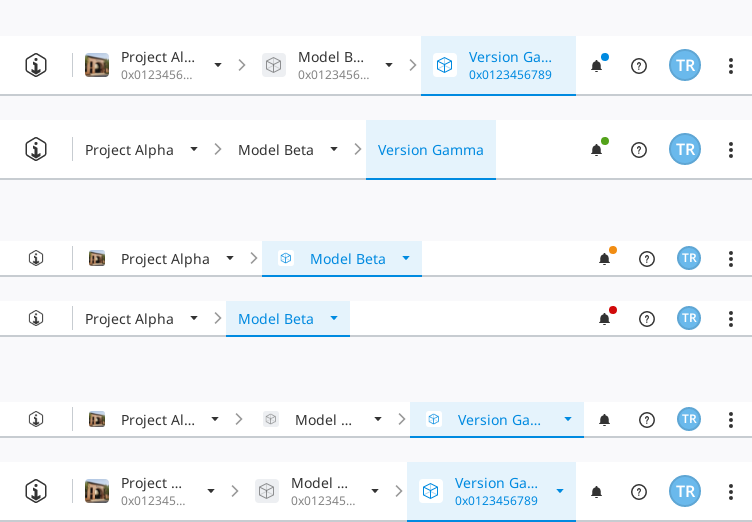 Project Al... Model B... Version Ga...
0x0123456... 0x0123456... 0x0123456789 TR
Project Alpha Model Beta Version Gamma TR
Project Alpha Model Beta TR
Project Alpha Model Beta TR
Project Al... Model ... Version Ga... TR
Project ... Model ... Version Ga...
0x012345... 0x012345... 0x0123456789 TR